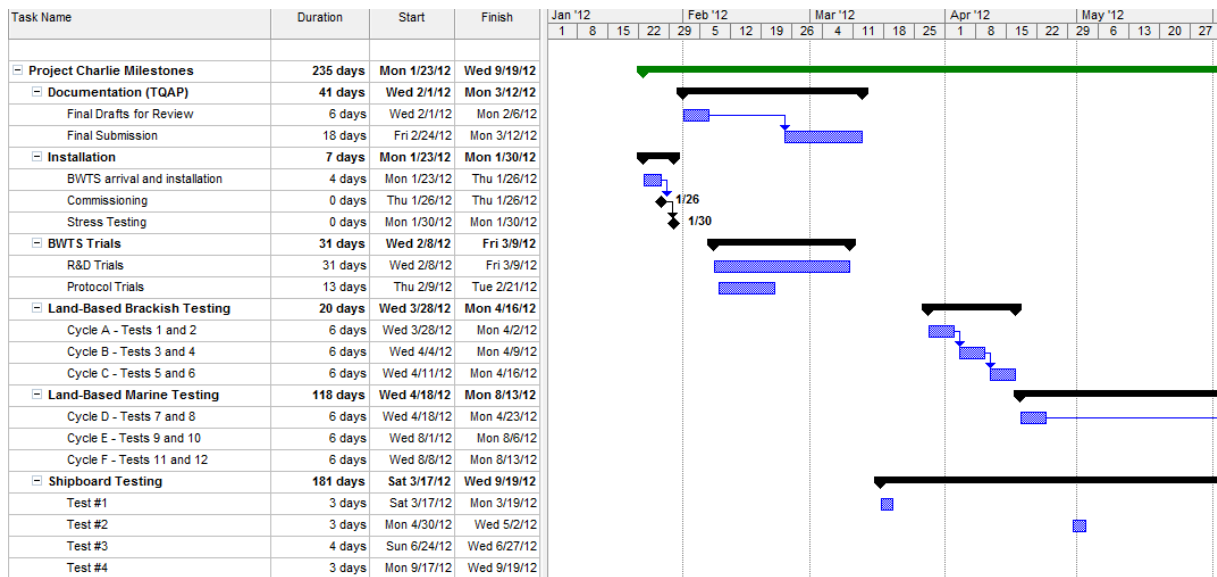 Task Name Duration Start Finish Jan '12 Feb '12 Mar '12 Apr '12 May '12
1 8 15 22 29 5 12 19 26 4 11 18 25 1 8 15 22 29 6 13 20 27
Project Charlie Milestones 235 days Mon 1/23/12 Wed 9/19/12
Documentation (TQAP) 41 days Wed 2/1/12 Mon 3/12/12
Final Drafts for Review 6 days Wed 2/1/12 Mon 2/6/12
Final Submission 18 days Fri 2/24/12 Mon 3/12/12
Installation 7 days Mon 1/23/12 Mon 1/30/12
BWTS arrival and installation 4 days Mon 1/23/12 Thu 1/26/12
Commissioning 0 days Thu 1/26/12 Thu 1/26/12 1/26
Stress Testing 0 days Mon 1/30/12 Mon 1/30/12 1/30
BWTS Trials 31 days Wed 2/8/12 Fri 3/9/12
R&D Trials 31 days Wed 2/8/12 Fri 3/9/12
Protocol Trials 13 days Thu 2/9/12 Tue 2/21/12
Land-Based Brackish Testing 20 days Wed 3/28/12 Mon 4/16/12
Cycle A - Tests 1 and 2 6 days Wed 3/28/12 Mon 4/2/12
Cycle B - Tests 3 and 4 6 days Wed 4/4/12 Mon 4/9/12
Cycle C - Tests 5 and 6 6 days Wed 4/11/12 Mon 4/16/12
Land-Based Marine Testing 118 days Wed 4/18/12 Mon 8/13/12
Cycle D - Tests 7 and 8 6 days Wed 4/18/12 Mon 4/23/12
Cycle E - Tests 9 and 10 6 days Wed 8/1/12 Mon 8/6/12
Cycle F - Tests 11 and 12 6 days Wed 8/8/12 Mon 8/13/12
Shipboard Testing 181 days Sat 3/17/12 Wed 9/19/12
Test #1 3 days Sat 3/17/12 Mon 3/19/12
Test #2 3 days Mon 4/30/12 Wed 5/2/12
Test #3 4 days Sun 6/24/12 Wed 6/27/12
Test #4 3 days Mon 9/17/12 Wed 9/19/12